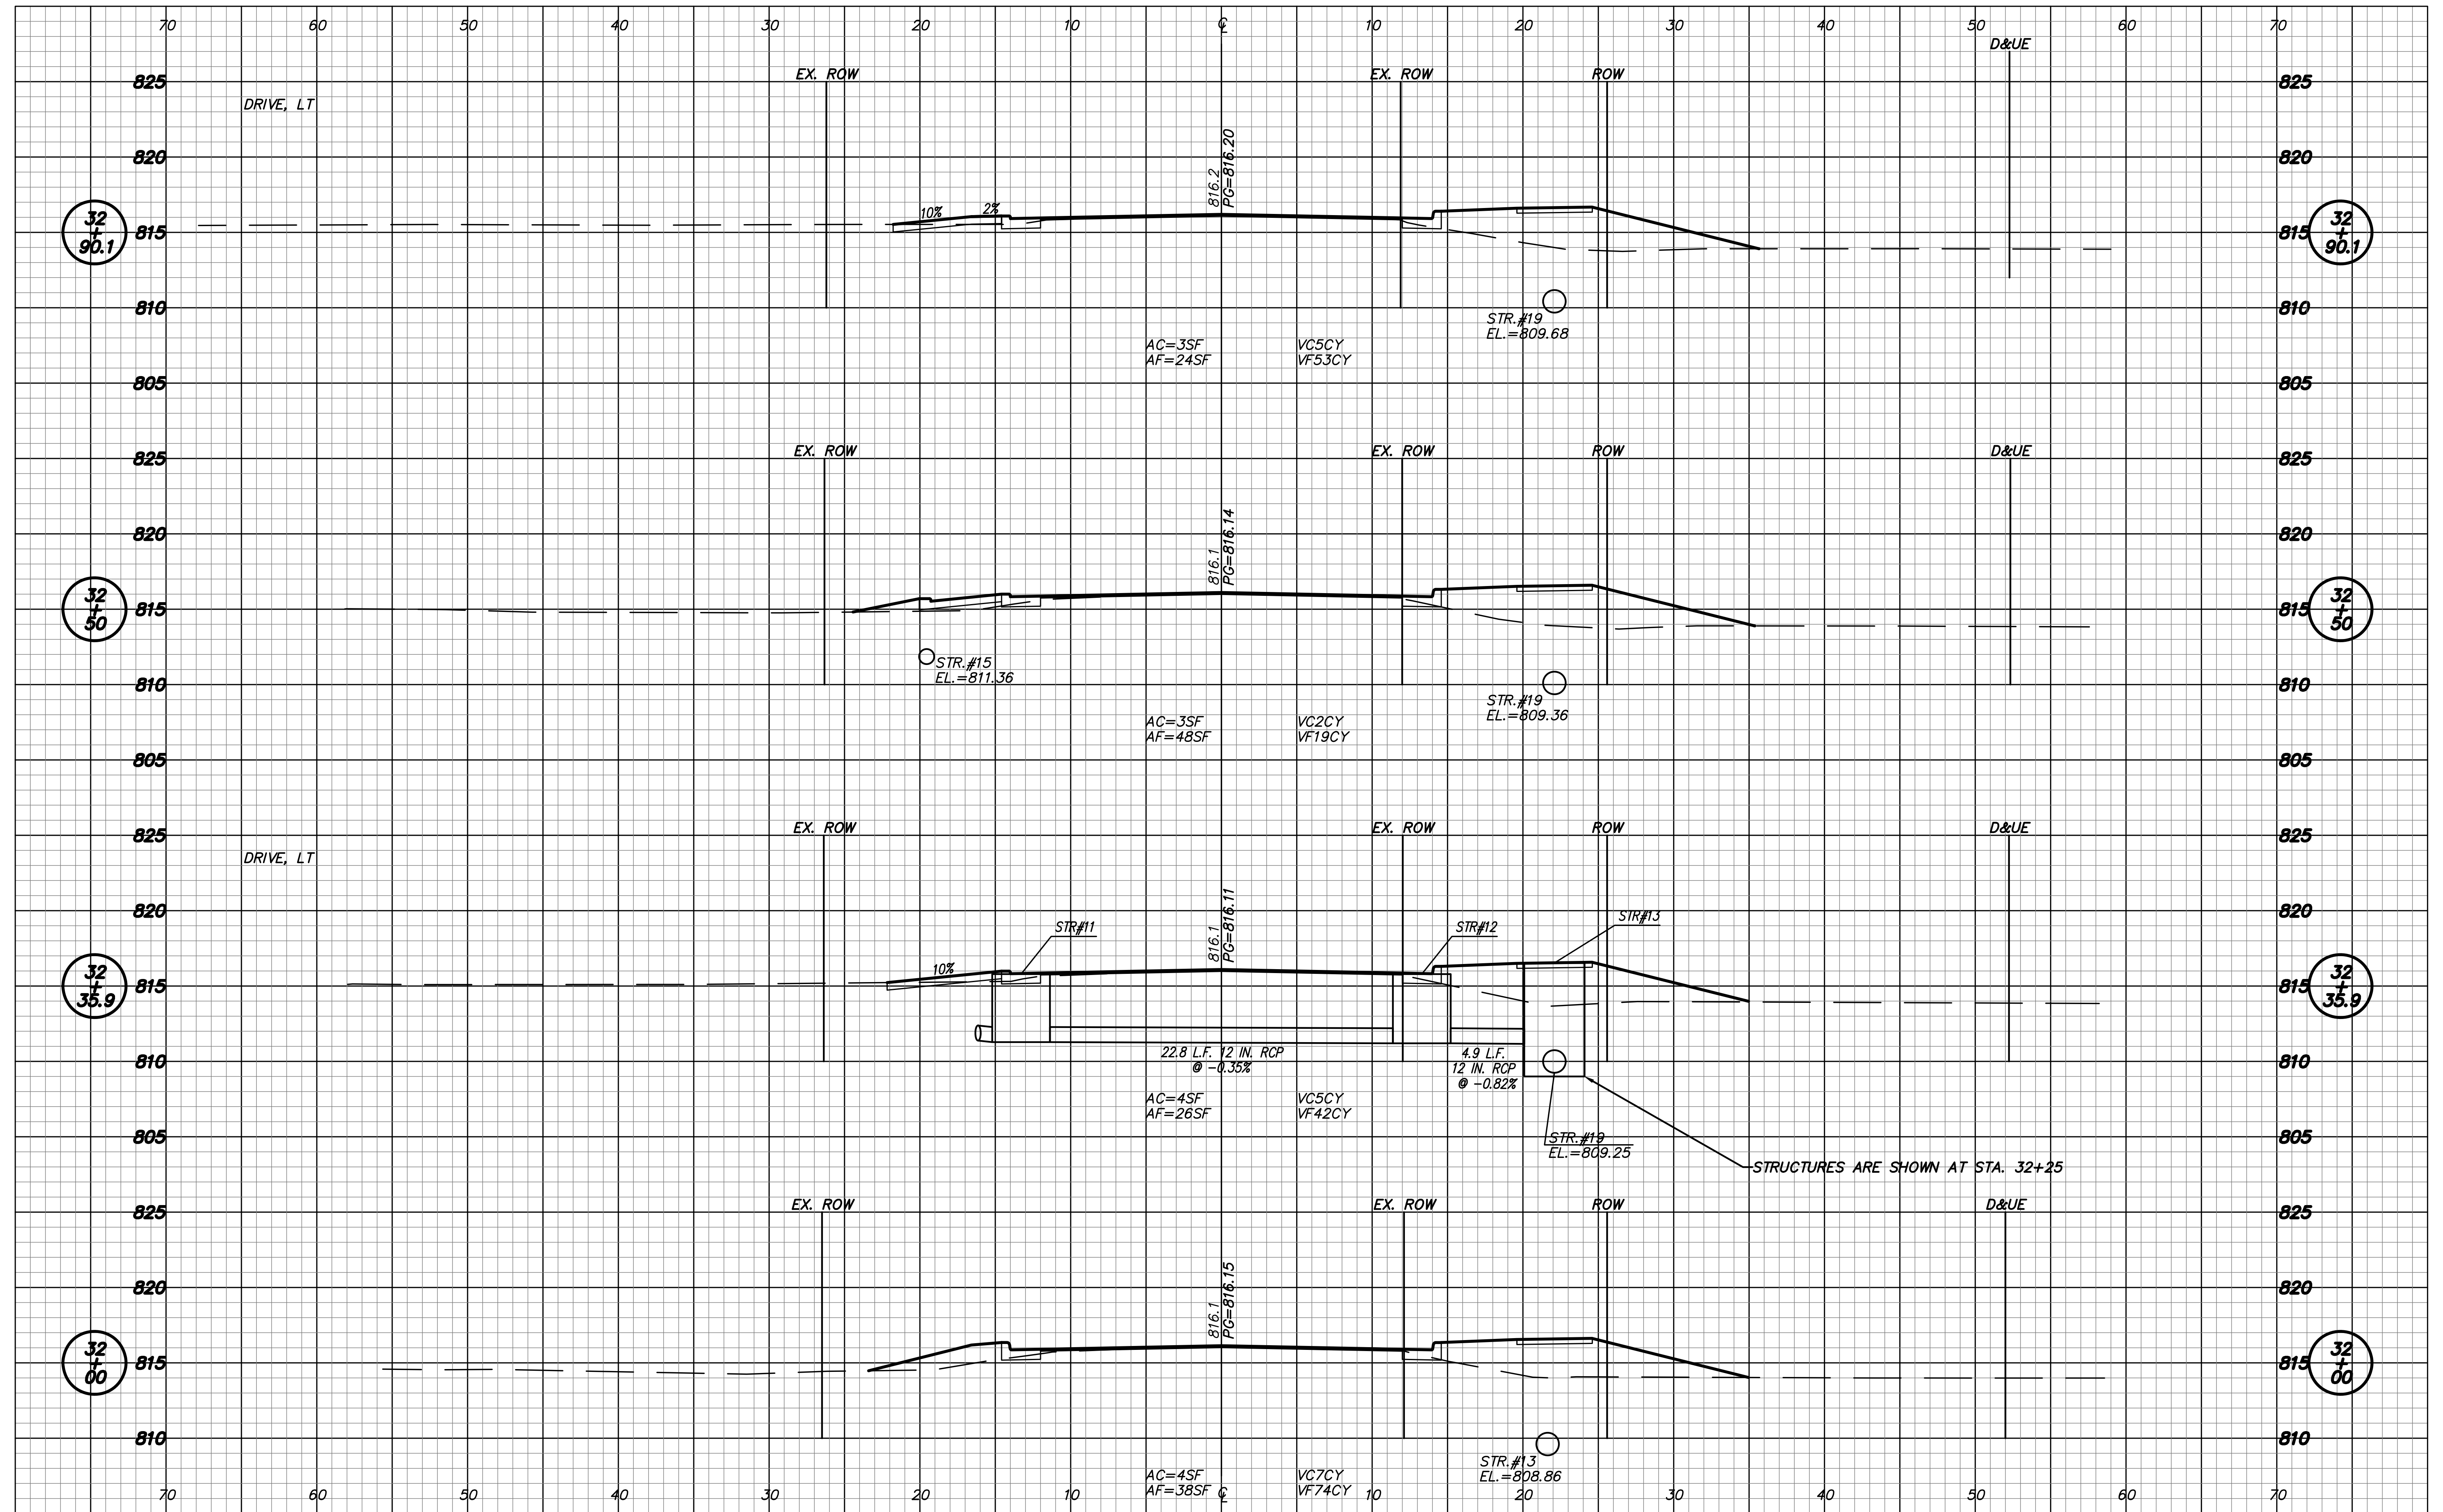 70 60 50 40 30 20 10 ℄ 10 20 30 40 50 60 70
D&UE
EX. ROW EX. ROW ROW
825 825
DRIVE, LT
820 820
816.2
PG=816.20
10% 2%
32
+
90.1
815 815
32
+
90.1
810 810
STR.#19
EL.=809.68
AC=3SF VC5CY
AF=24SF VF53CY
805 805
EX. ROW EX. ROW ROW D&UE
825 825
820 820
816.1
PG=816.14
32
+
50
815 815
32
+
50
STR.#15
EL.=811.36
810 810
STR.#19
EL.=809.36
AC=3SF VC2CY
AF=48SF VF19CY
805 805
EX. ROW EX. ROW ROW D&UE
825 825
DRIVE, LT
820 820
STR#11 STR#12 STR#13
816.1
PG=816.11
10%
32
+
35.9
815 815
32
+
35.9
810 810
22.8 L.F. 12 IN. RCP
@ -0.35%
4.9 L.F.
12 IN. RCP
@ -0.82%
AC=4SF VC5CY
AF=26SF VF42CY
805 805
STR.#19
EL.=809.25
STRUCTURES ARE SHOWN AT STA. 32+25
EX. ROW EX. ROW ROW D&UE
825 825
820 820
816.1
PG=816.15
32
+
00
815 815
32
+
00
810 810
STR.#13
EL.=808.86
AC=4SF VC7CY
AF=38SF VF74CY
70 60 50 40 30 20 10 ℄ 10 20 30 40 50 60 70